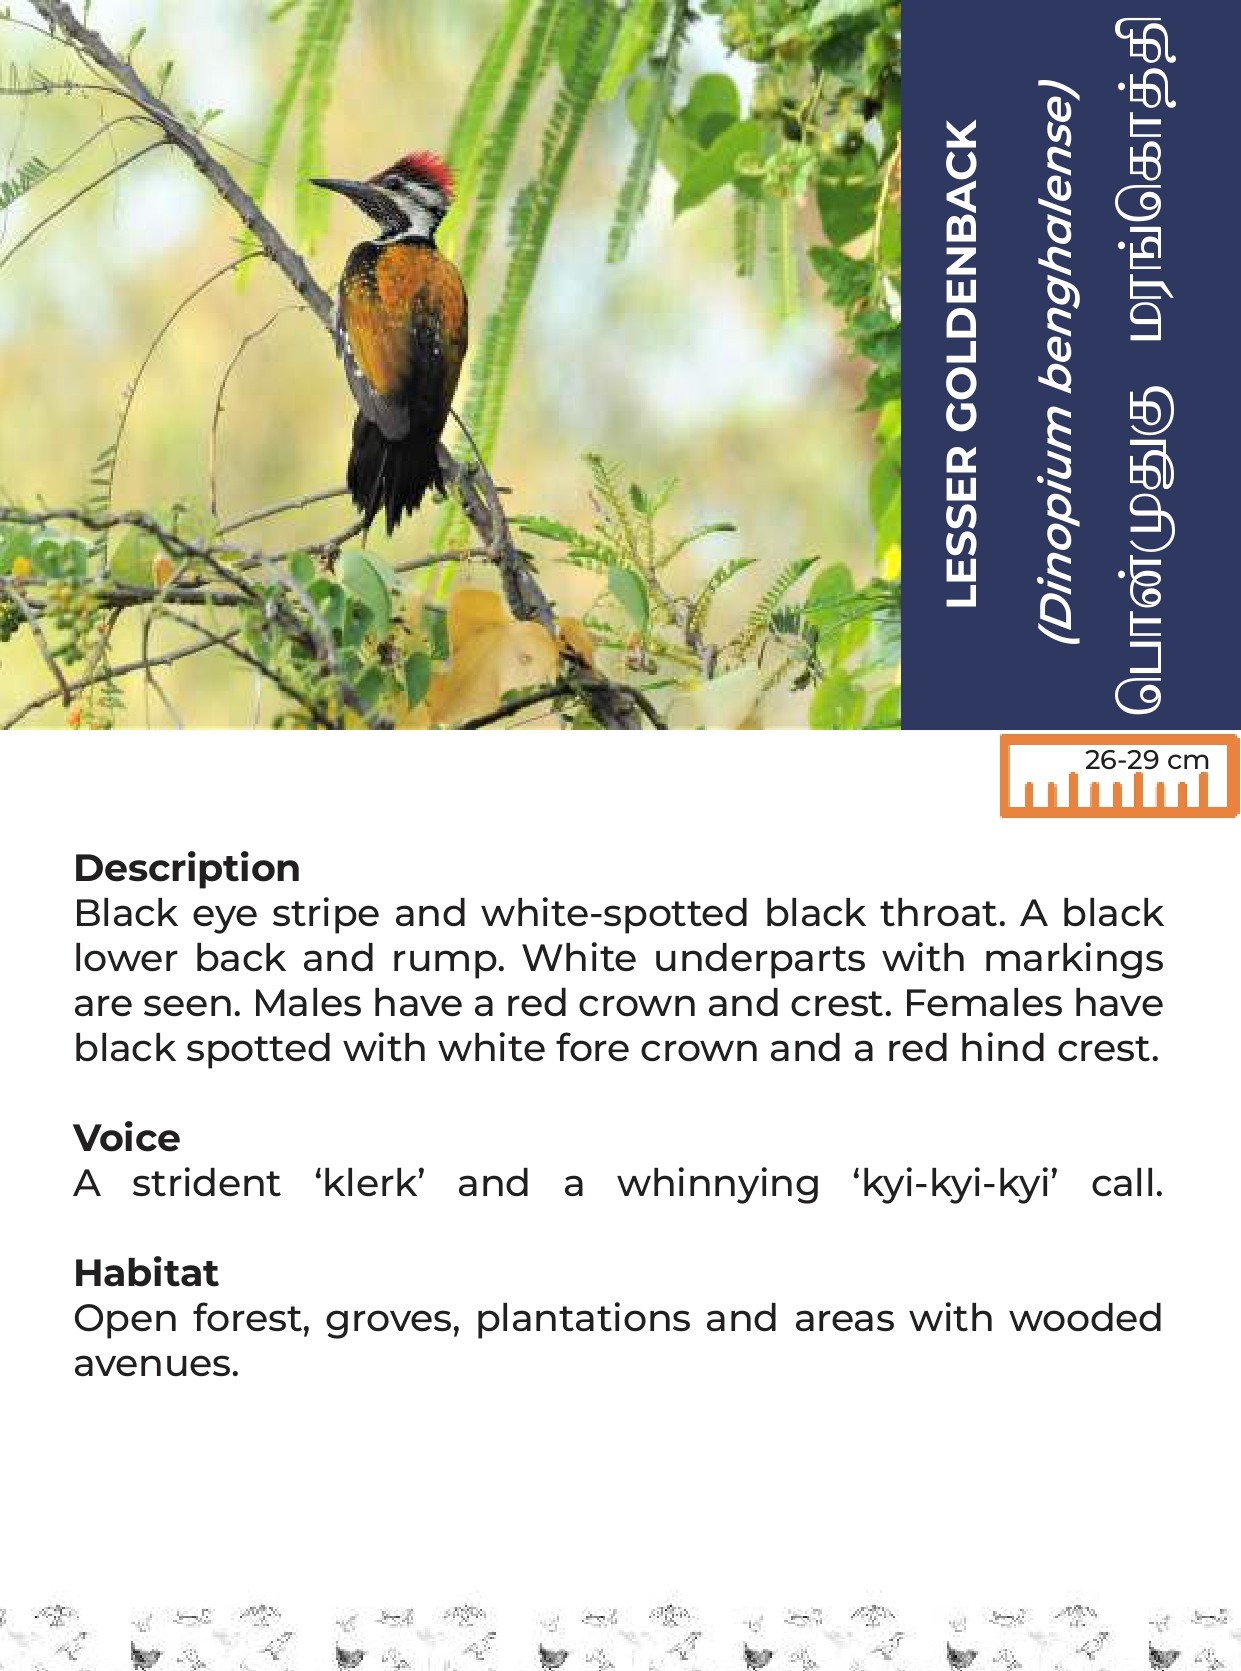 LESSER GOLDENBACK
(Dinopium benghalense)
பொன்முதுகு மரங்கொத்தி
26-29 cm
Description
Black eye stripe and white-spotted black throat. A black
lower back and rump. White underparts with markings
are seen. Males have a red crown and crest. Females have
black spotted with white fore crown and a red hind crest.
Voice
A strident ‘klerk’ and a whinnying ‘kyi-kyi-kyi’ call.
Habitat
Open forest, groves, plantations and areas with wooded
avenues.